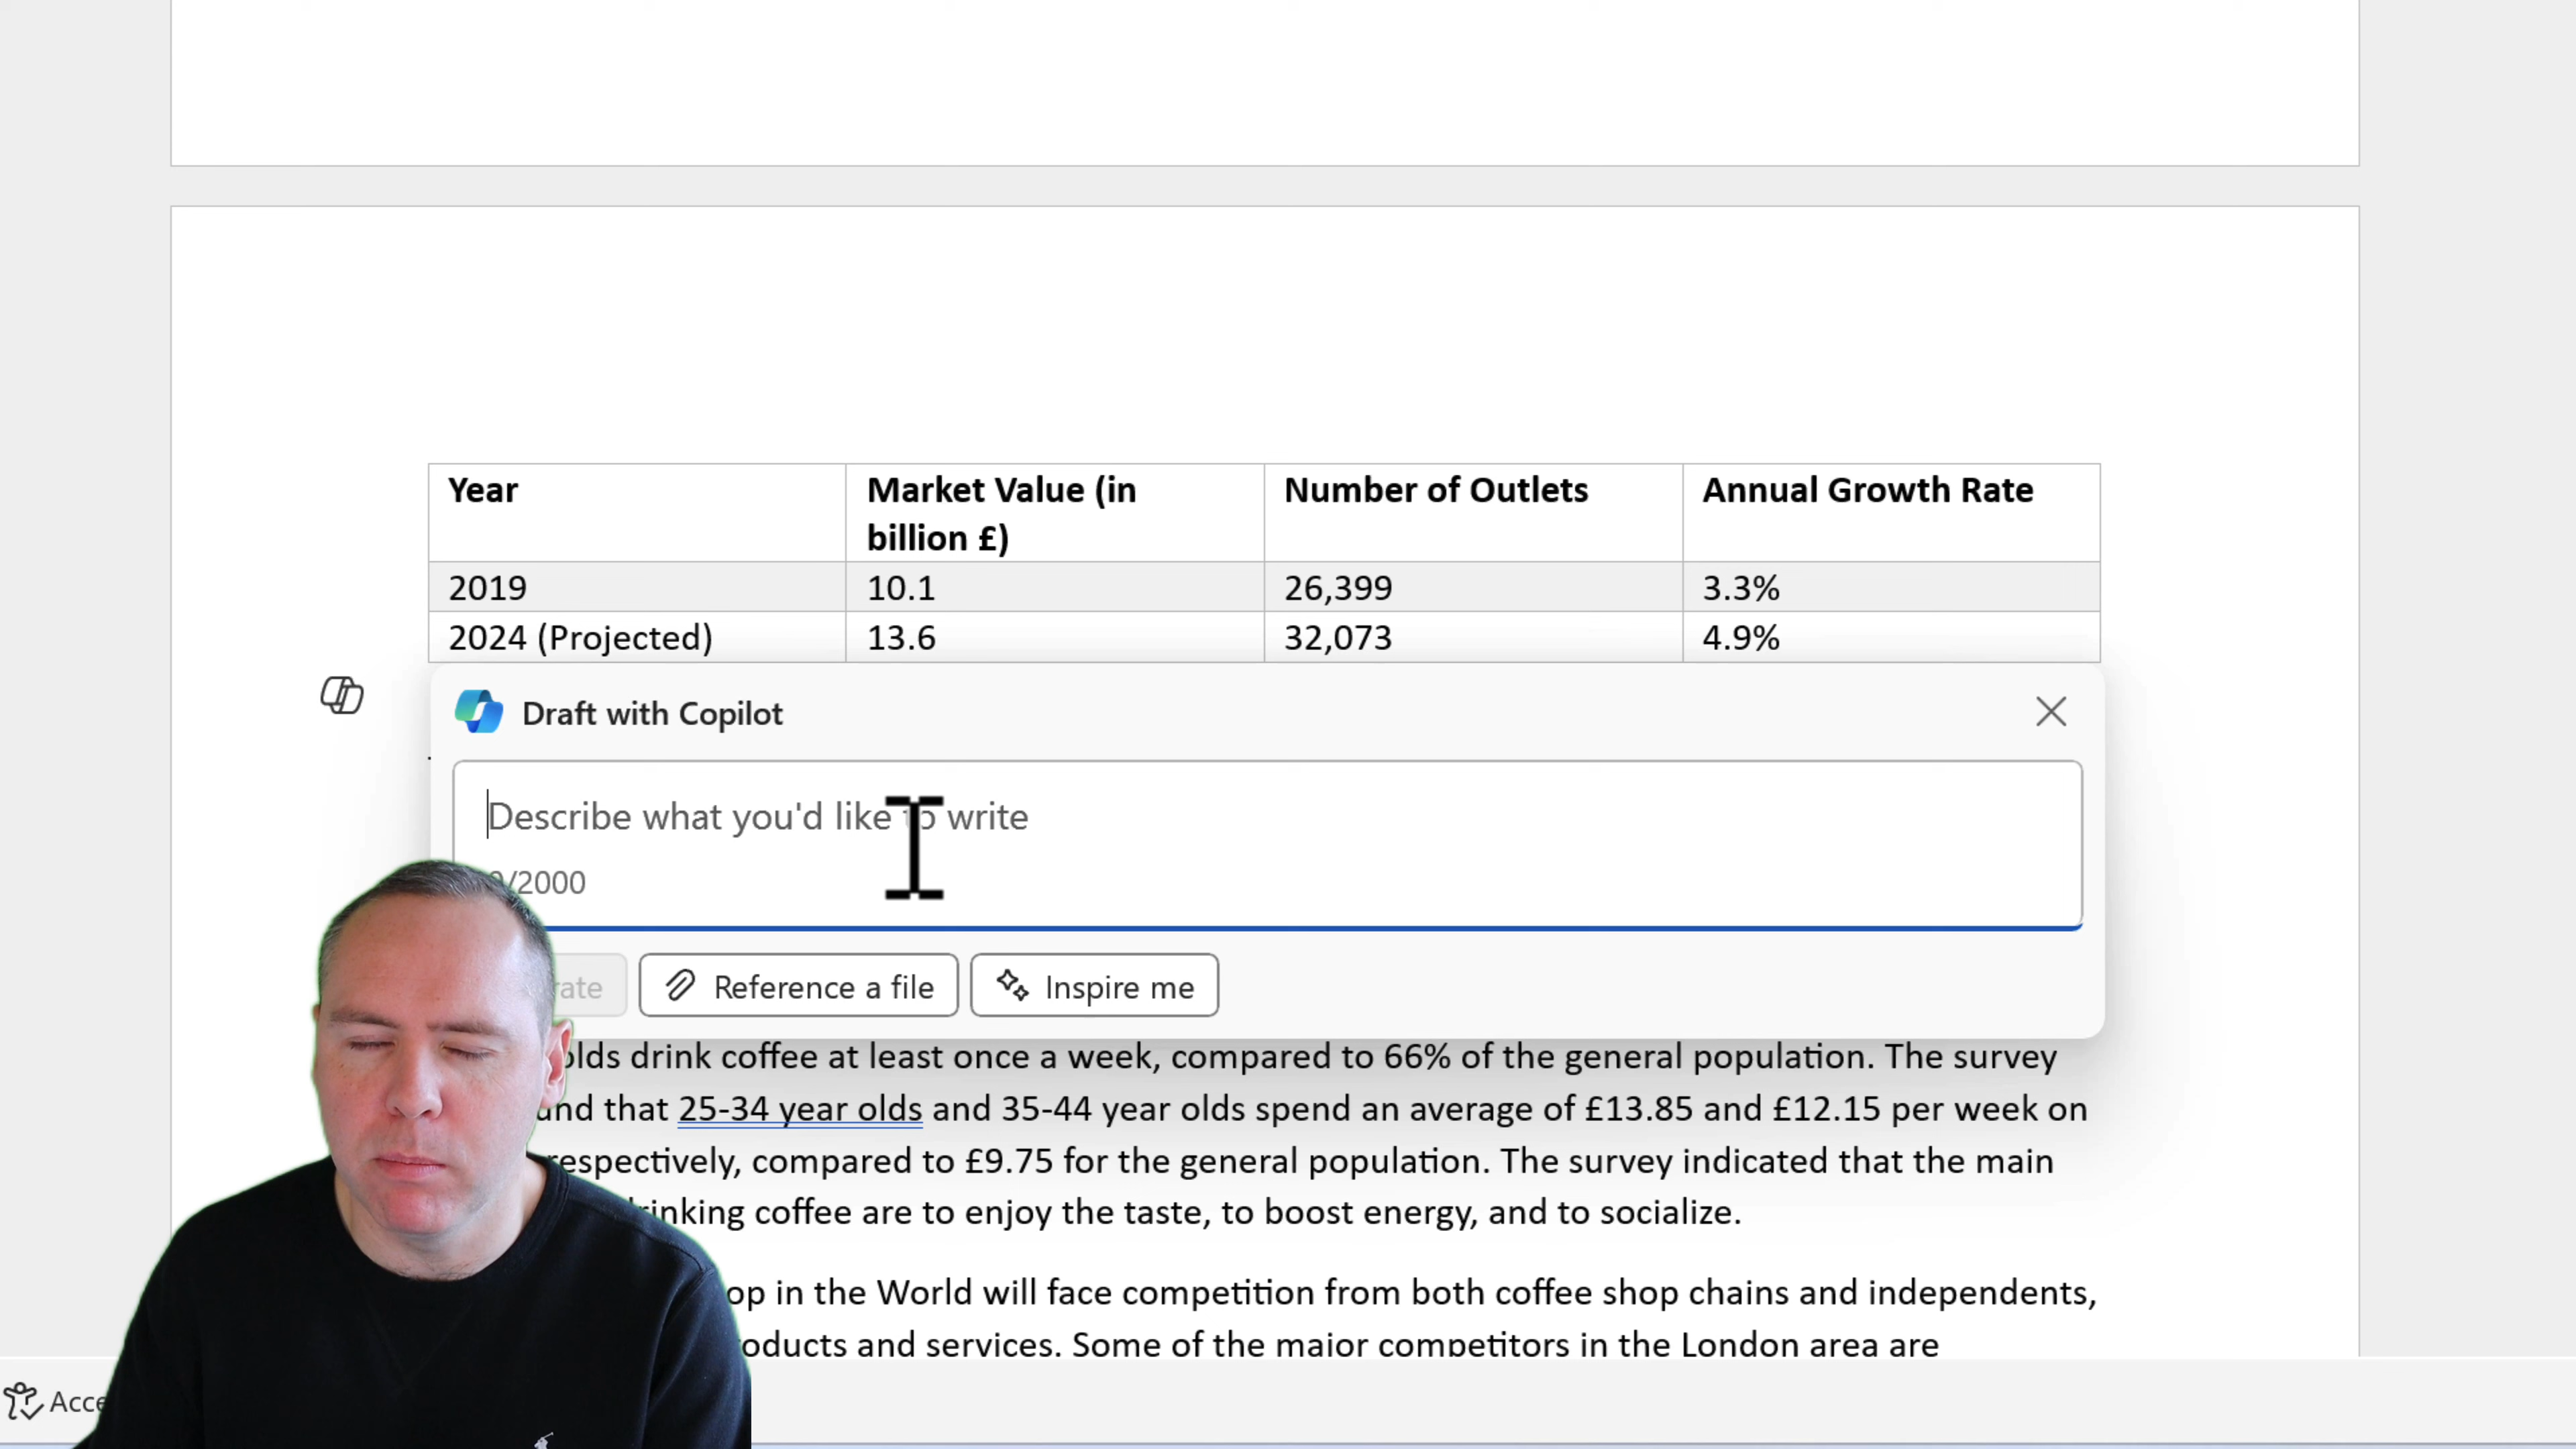 Year
Market Value (in
billion £)
Number of Outlets
Annual Growth Rate
2019
10.1
26,399
3.3%
2024 (Projected)
13.6
32,073
4.9%
Draft with Copilot
Describe what you'd like to write
/2000
Reference a file
Inspire me
olds drink coffee at least once a week, compared to 66% of the general population. The survey
that 25-34 year olds and 35-44 year olds spend an average of £13.85 and £12.15 per week on
respectively, compared to £9.75 for the general population. The survey indicated that the main
coffee are to enjoy the taste, to boost energy, and to socialize.
in the World will face competition from both coffee shop chains and independents,
and services. Some of the major competitors in the London area are